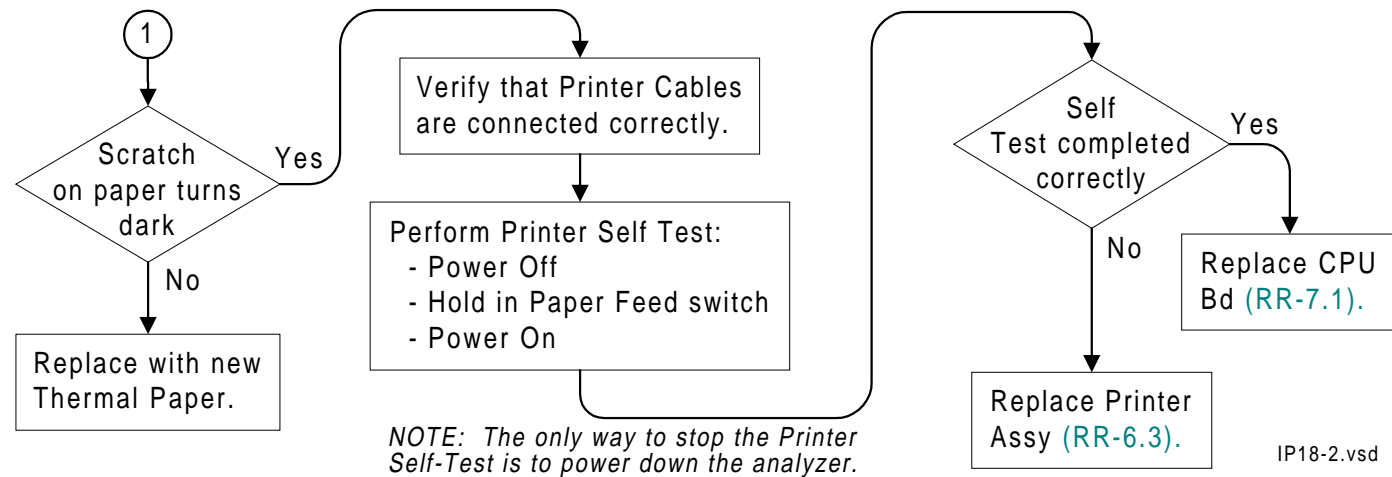 1
Scratch
on paper turns
dark
Yes
No
Replace with new
Thermal Paper.
Verify that Printer Cables
are connected correctly.
Perform Printer Self Test:
- Power Off
- Hold in Paper Feed switch
- Power On
NOTE: The only way to stop the Printer
Self-Test is to power down the analyzer.
Self
Test completed
correctly
Yes
No
Replace CPU
Bd (RR-7.1).
Replace Printer
Assy (RR-6.3).
IP18-2.vsd